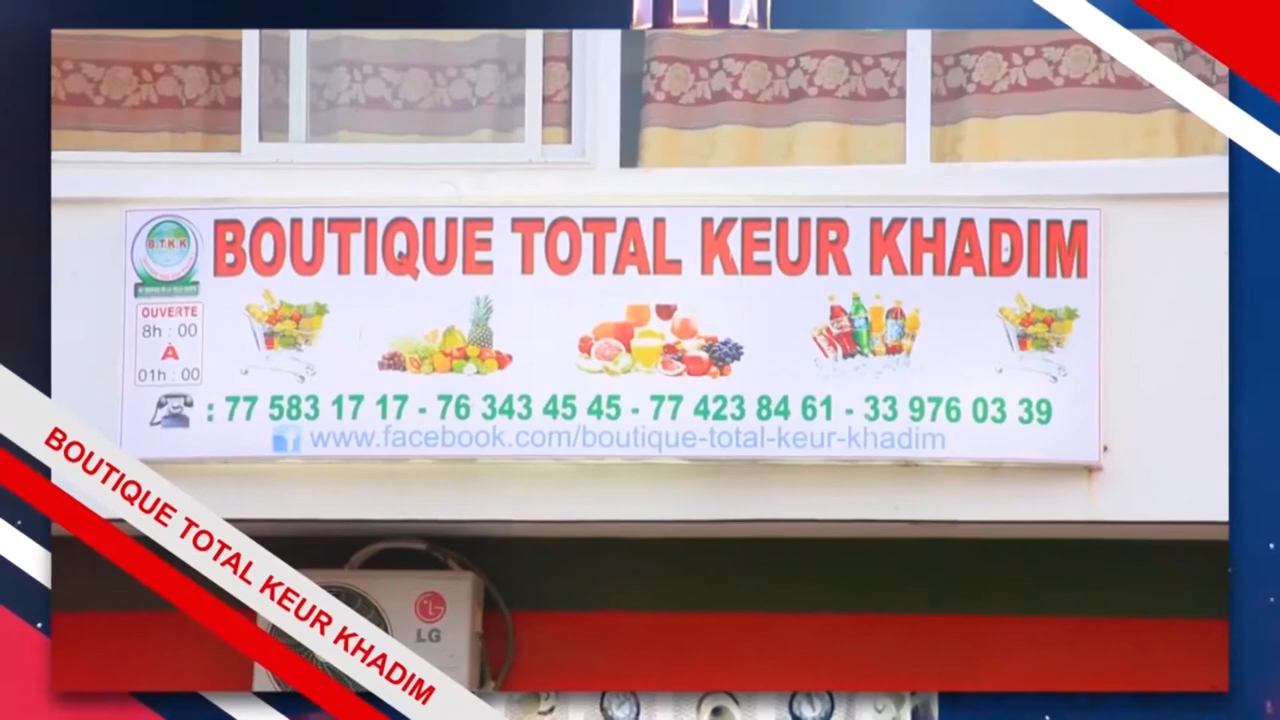 BOUTIQUE TOTAL KEUR KHADIM
B.T.K.K
OUVERTE
8h : 00
À
01h : 00
: 77 583 17 17 - 76 343 45 45 - 77 423 84 61 - 33 976 03 39
www.facebook.com/boutique-total-keur-khadim
LG
BOUTIQUE TOTAL KEUR KHADIM